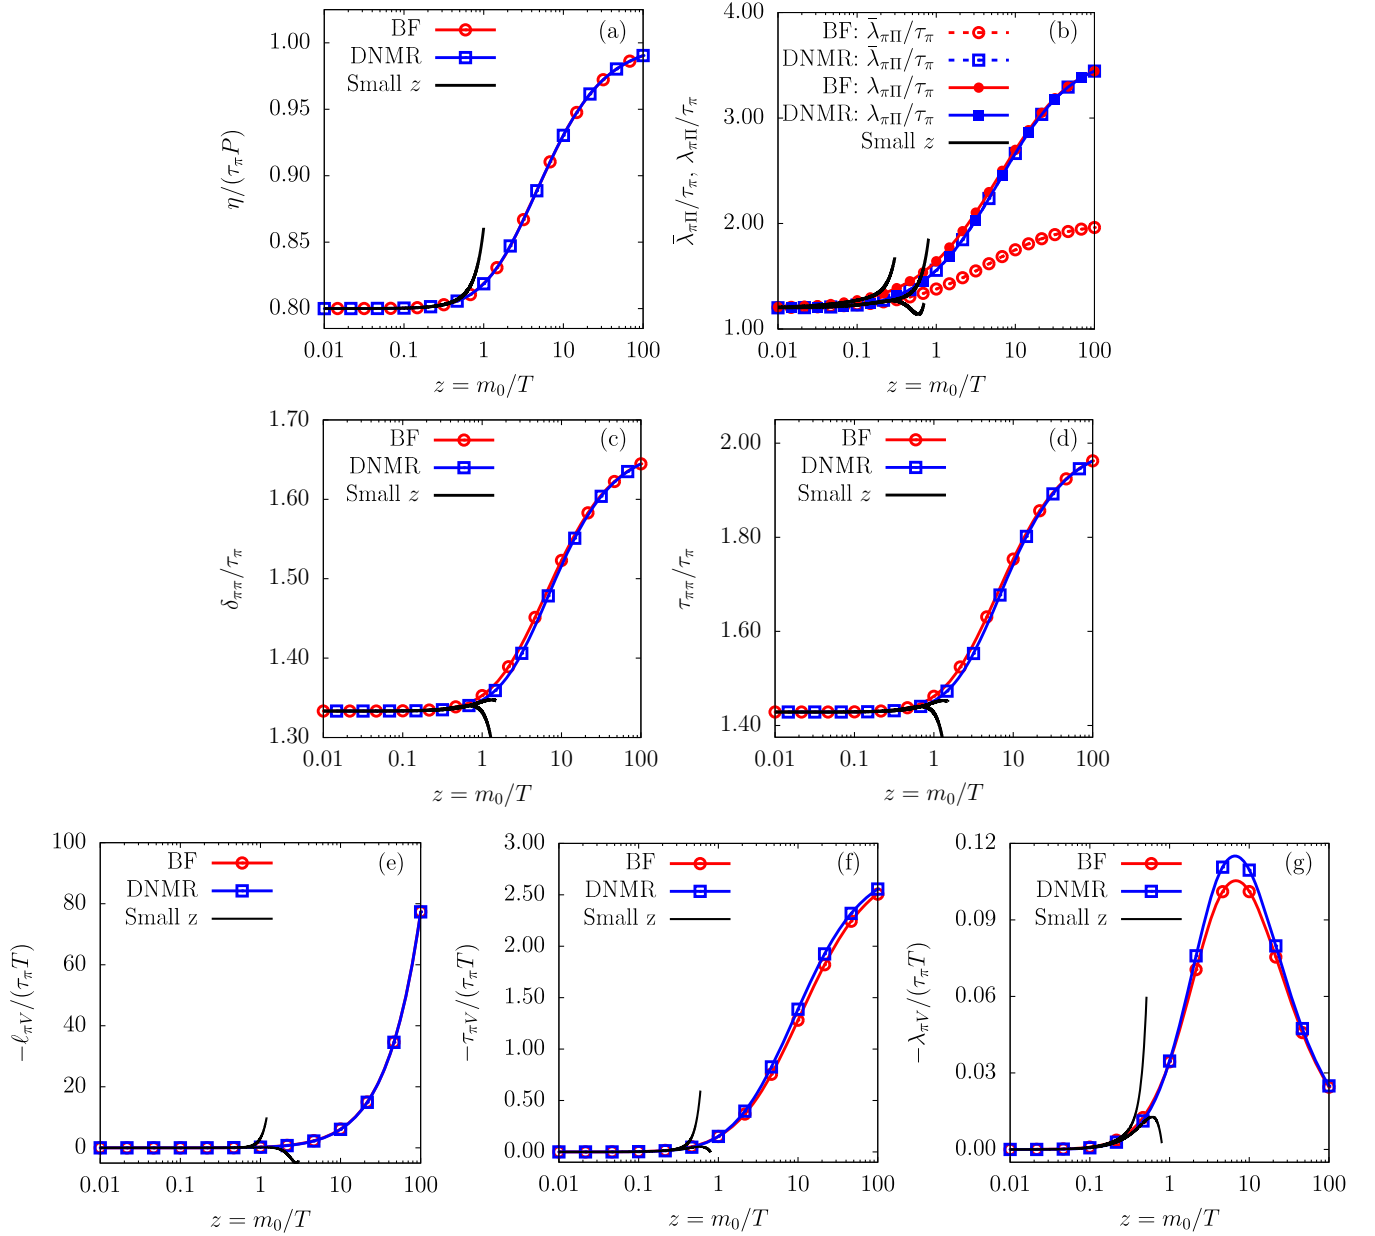 1.00
0.95
0.90
0.85
0.80
BF
DNMR
Small z
(a)
η/(τ_π P)
0.01 0.1 1 10 100
z = m₀/T
4.00
3.00
2.00
1.00
BF: λ̄_πΠ/τ_π
DNMR: λ̄_πΠ/τ_π
BF: λ_πΠ/τ_π
DNMR: λ_πΠ/τ_π
Small z
(b)
λ̄_πΠ/τ_π, λ_πΠ/τ_π
0.01 0.1 1 10 100
z = m₀/T
1.70
1.60
1.50
1.40
1.30
BF
DNMR
Small z
(c)
δ_ππ/τ_π
0.01 0.1 1 10 100
z = m₀/T
2.00
1.80
1.60
1.40
BF
DNMR
Small z
(d)
τ_ππ/τ_π
0.01 0.1 1 10 100
z = m₀/T
100
80
60
40
20
0
BF
DNMR
Small z
(e)
−ℓ_πV/(τ_π T)
0.01 0.1 1 10 100
z = m₀/T
3.00
2.50
2.00
1.50
1.00
0.50
0.00
BF
DNMR
Small z
(f)
−τ_πV/(τ_π T)
0.01 0.1 1 10 100
z = m₀/T
0.12
0.09
0.06
0.03
0.00
BF
DNMR
Small z
(g)
−λ_πV/(τ_π T)
0.01 0.1 1 10 100
z = m₀/T